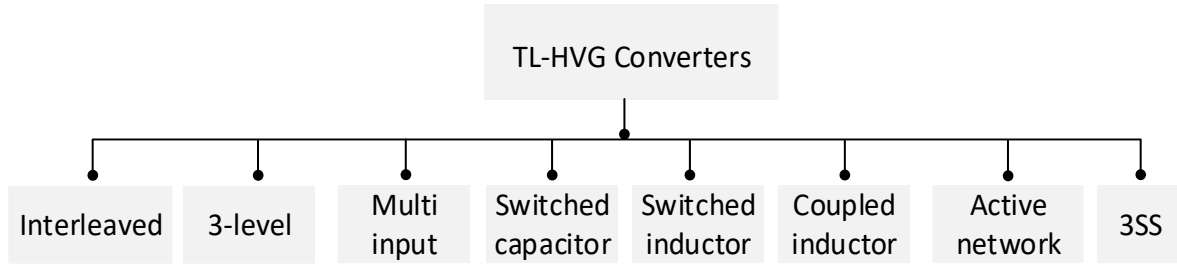 TL-HVG Converters
Interleaved
3-level
Multi
input
Switched
capacitor
Switched
inductor
Coupled
inductor
Active
network
3SS